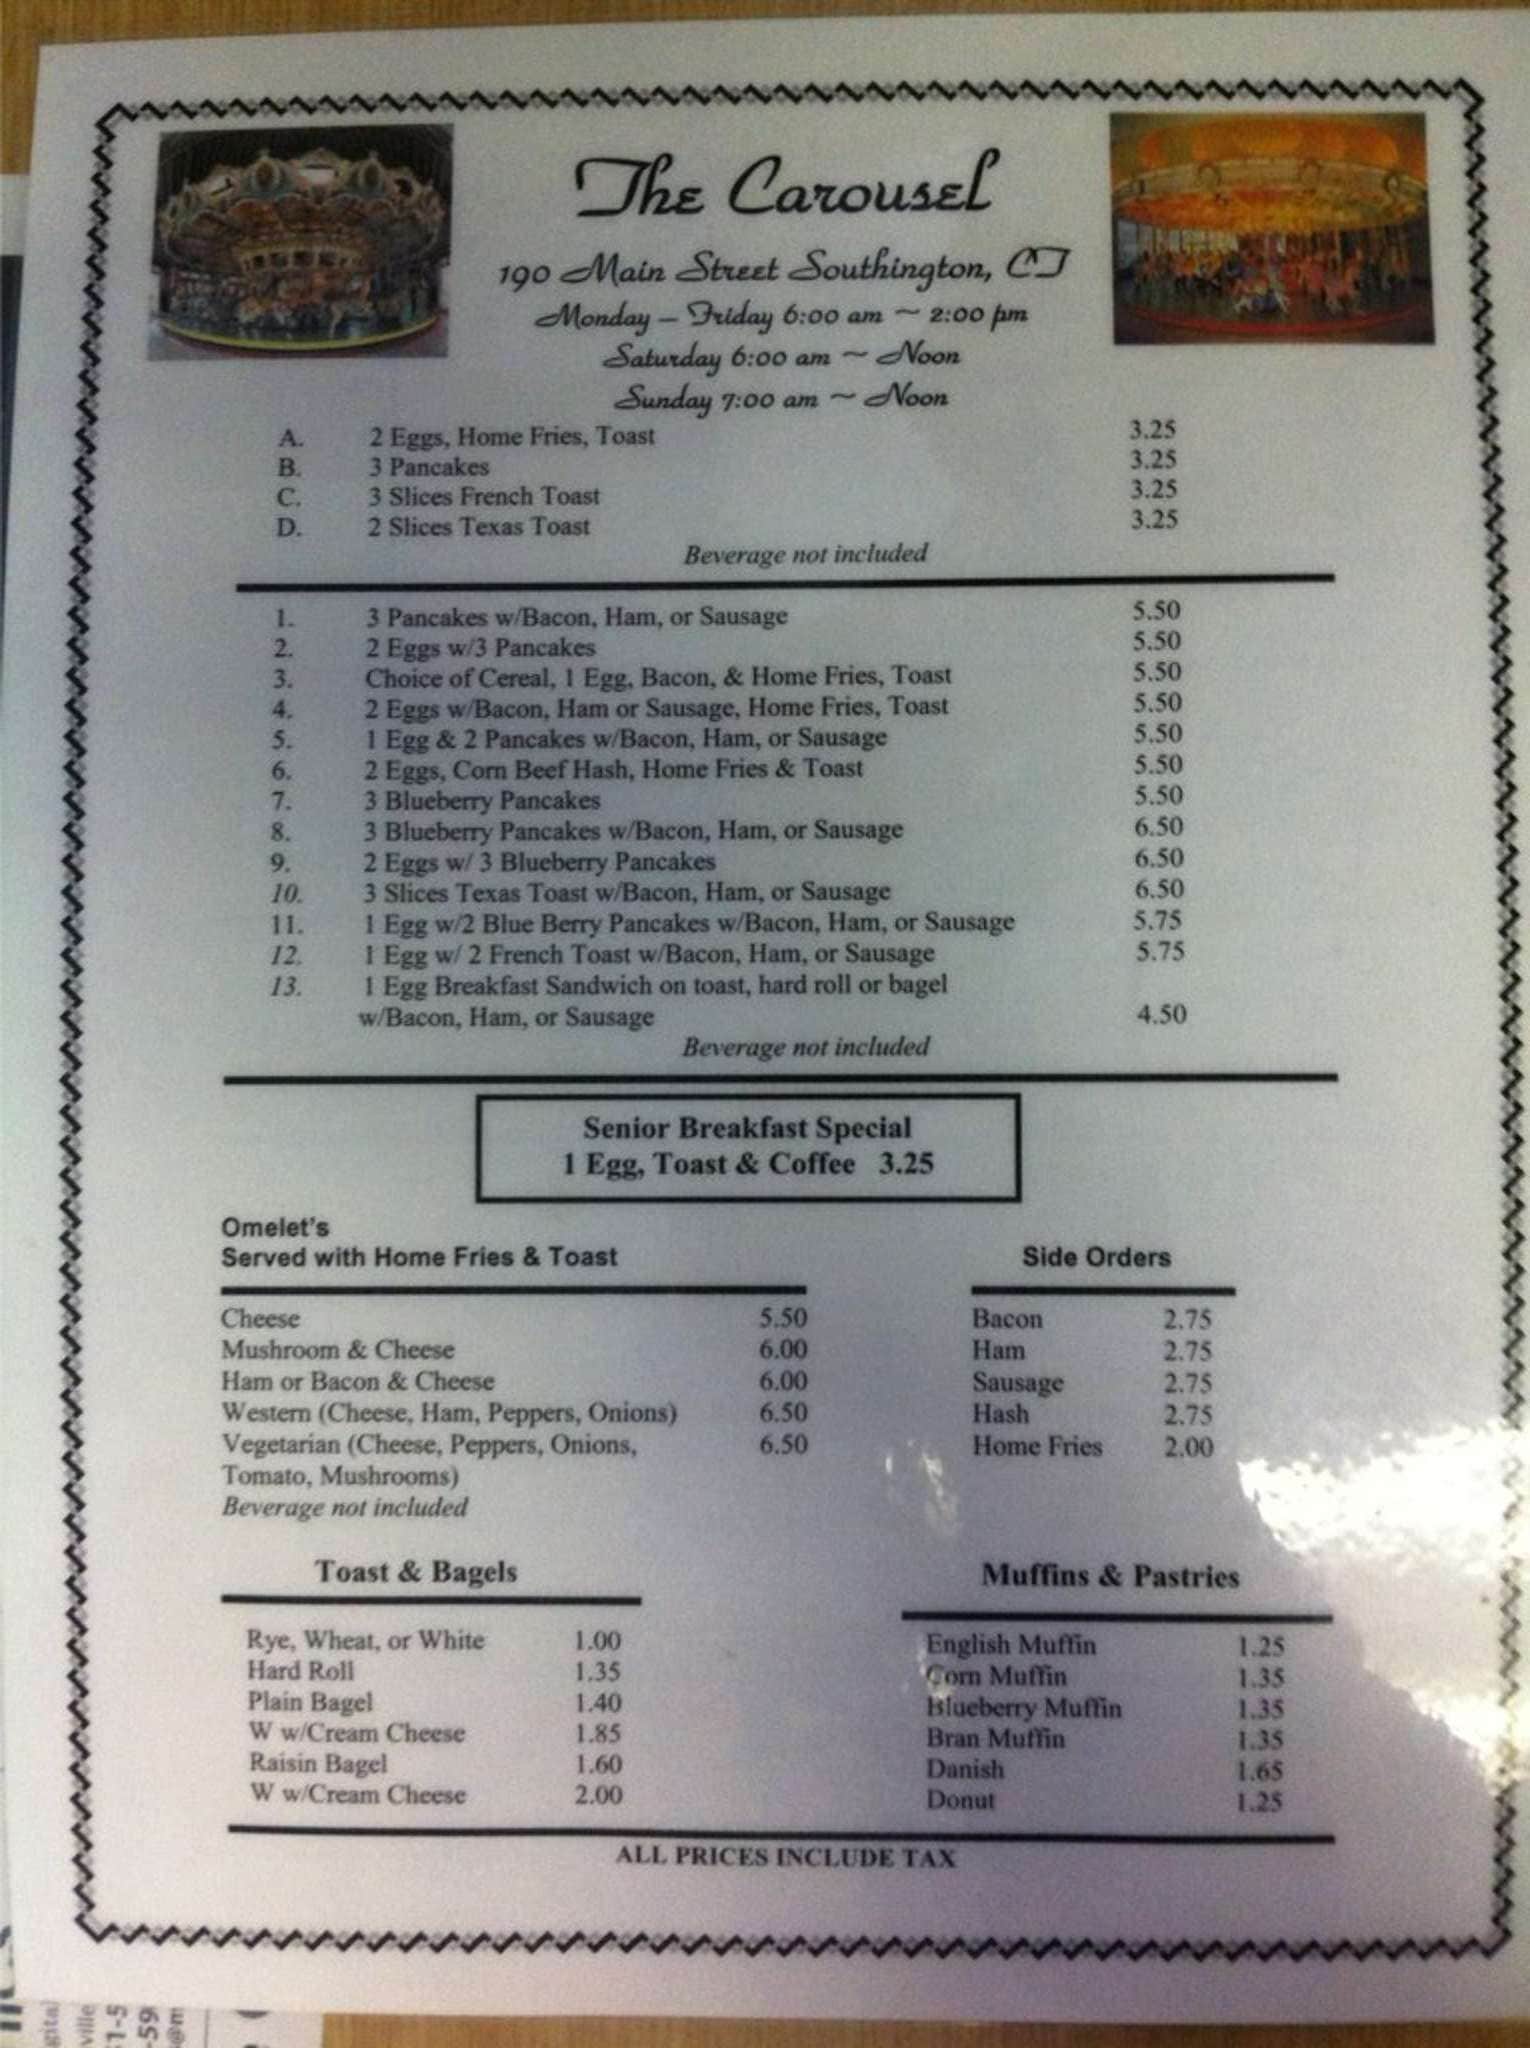 The Carousel
190 Main Street Southington, CT
Monday – Friday 6:00 am ~ 2:00 pm
Saturday 6:00 am ~ Noon
Sunday 7:00 am ~ Noon
A. 2 Eggs, Home Fries, Toast 3.25
B. 3 Pancakes 3.25
C. 3 Slices French Toast 3.25
D. 2 Slices Texas Toast 3.25
Beverage not included
1. 3 Pancakes w/Bacon, Ham, or Sausage 5.50
2. 2 Eggs w/3 Pancakes 5.50
3. Choice of Cereal, 1 Egg, Bacon, & Home Fries, Toast 5.50
4. 2 Eggs w/Bacon, Ham or Sausage, Home Fries, Toast 5.50
5. 1 Egg & 2 Pancakes w/Bacon, Ham, or Sausage 5.50
6. 2 Eggs, Corn Beef Hash, Home Fries & Toast 5.50
7. 3 Blueberry Pancakes 5.50
8. 3 Blueberry Pancakes w/Bacon, Ham, or Sausage 6.50
9. 2 Eggs w/ 3 Blueberry Pancakes 6.50
10. 3 Slices Texas Toast w/Bacon, Ham, or Sausage 6.50
11. 1 Egg w/2 Blue Berry Pancakes w/Bacon, Ham, or Sausage 5.75
12. 1 Egg w/ 2 French Toast w/Bacon, Ham, or Sausage 5.75
13. 1 Egg Breakfast Sandwich on toast, hard roll or bagel
w/Bacon, Ham, or Sausage 4.50
Beverage not included
Senior Breakfast Special
1 Egg, Toast & Coffee 3.25
Omelet's
Served with Home Fries & Toast
Cheese 5.50
Mushroom & Cheese 6.00
Ham or Bacon & Cheese 6.00
Western (Cheese, Ham, Peppers, Onions) 6.50
Vegetarian (Cheese, Peppers, Onions, 6.50
Tomato, Mushrooms)
Beverage not included
Side Orders
Bacon 2.75
Ham 2.75
Sausage 2.75
Hash 2.75
Home Fries 2.00
Toast & Bagels
Rye, Wheat, or White 1.00
Hard Roll 1.35
Plain Bagel 1.40
W w/Cream Cheese 1.85
Raisin Bagel 1.60
W w/Cream Cheese 2.00
Muffins & Pastries
English Muffin 1.25
Corn Muffin 1.35
Blueberry Muffin 1.35
Bran Muffin 1.35
Danish 1.65
Donut 1.25
ALL PRICES INCLUDE TAX